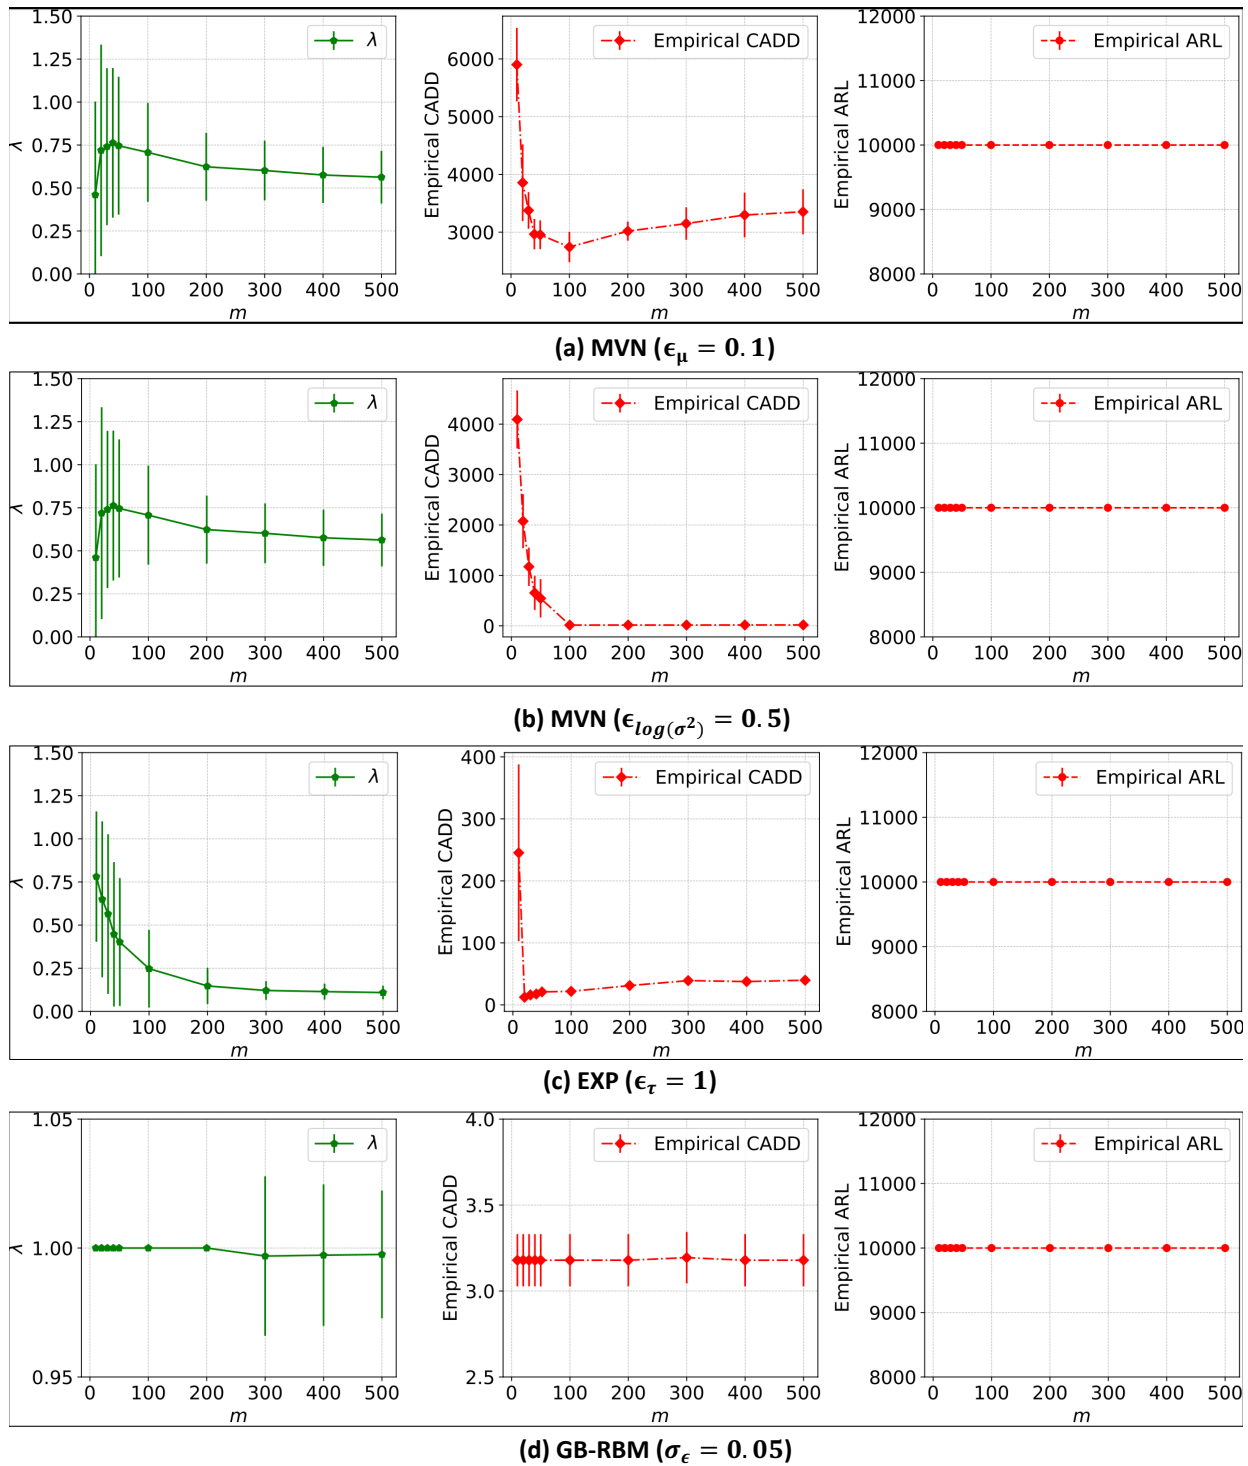 1.50
1.25
1.00
0.75
0.50
0.25
0.00
λ
0 100 200 300 400 500
m
λ
6000
5000
4000
3000
Empirical CADD
0 100 200 300 400 500
m
Empirical CADD
12000
11000
10000
9000
8000
Empirical ARL
0 100 200 300 400 500
m
Empirical ARL
(a) MVN (ϵμ = 0.1)
1.50
1.25
1.00
0.75
0.50
0.25
0.00
λ
0 100 200 300 400 500
m
λ
4000
3000
2000
1000
0
Empirical CADD
0 100 200 300 400 500
m
Empirical CADD
12000
11000
10000
9000
8000
Empirical ARL
0 100 200 300 400 500
m
Empirical ARL
(b) MVN (ϵlog(σ²) = 0.5)
1.50
1.25
1.00
0.75
0.50
0.25
0.00
λ
0 100 200 300 400 500
m
λ
400
300
200
100
0
Empirical CADD
0 100 200 300 400 500
m
Empirical CADD
12000
11000
10000
9000
8000
Empirical ARL
0 100 200 300 400 500
m
Empirical ARL
(c) EXP (ϵτ = 1)
1.05
1.00
0.95
λ
0 100 200 300 400 500
m
λ
4.0
3.5
3.0
2.5
Empirical CADD
0 100 200 300 400 500
m
Empirical CADD
12000
11000
10000
9000
8000
Empirical ARL
0 100 200 300 400 500
m
Empirical ARL
(d) GB-RBM (σϵ = 0.05)